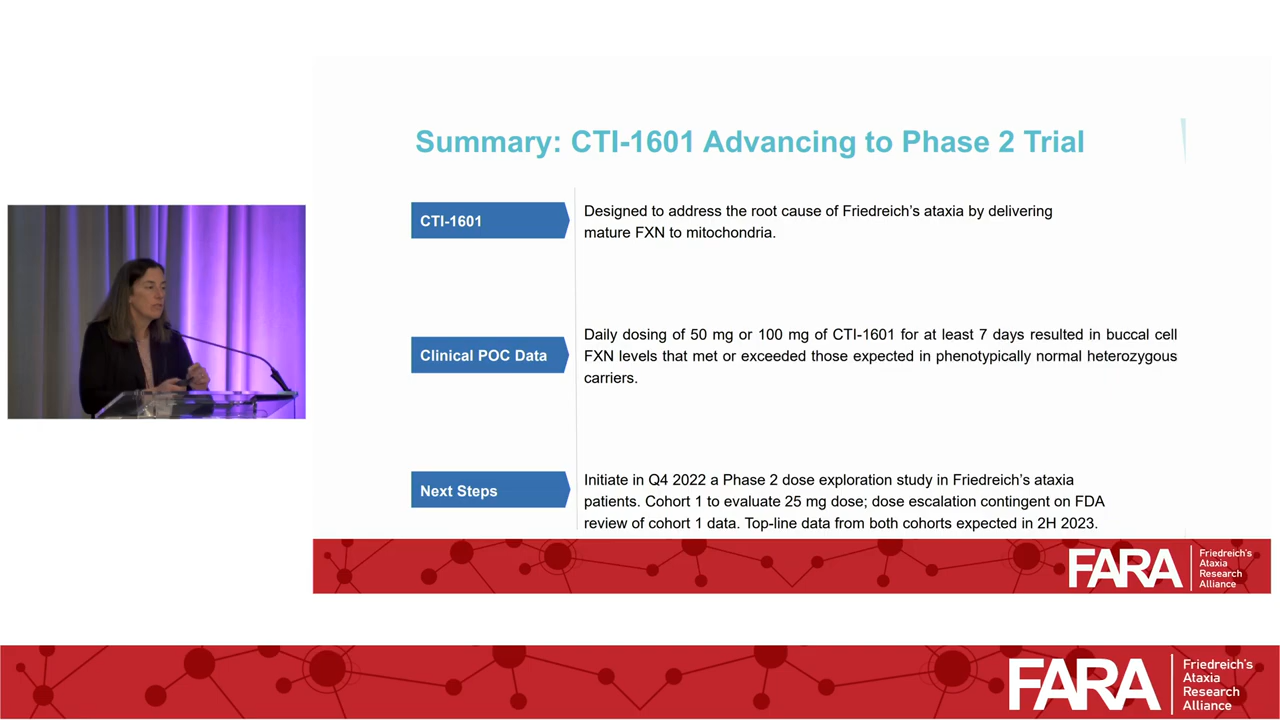 Summary: CTI-1601 Advancing to Phase 2 Trial
CTI-1601
Designed to address the root cause of Friedreich's ataxia by delivering
mature FXN to mitochondria.
Clinical POC Data
Daily dosing of 50 mg or 100 mg of CTI-1601 for at least 7 days resulted in buccal cell
FXN levels that met or exceeded those expected in phenotypically normal heterozygous
carriers.
Next Steps
Initiate in Q4 2022 a Phase 2 dose exploration study in Friedreich's ataxia
patients. Cohort 1 to evaluate 25 mg dose; dose escalation contingent on FDA
review of cohort 1 data. Top-line data from both cohorts expected in 2H 2023.
FARA
Friedreich's
Ataxia
Research
Alliance
FARA
Friedreich's
Ataxia
Research
Alliance